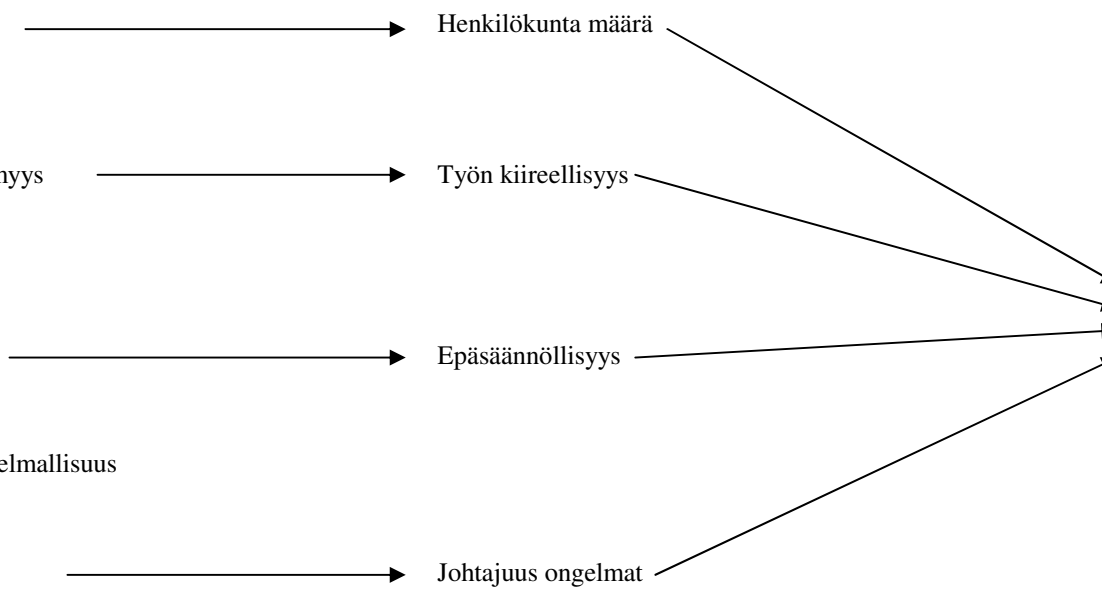 Henkilökunta määrä
nyys
Työn kiireellisyys
Epäsäännöllisyys
elmallisuus
Johtajuus ongelmat